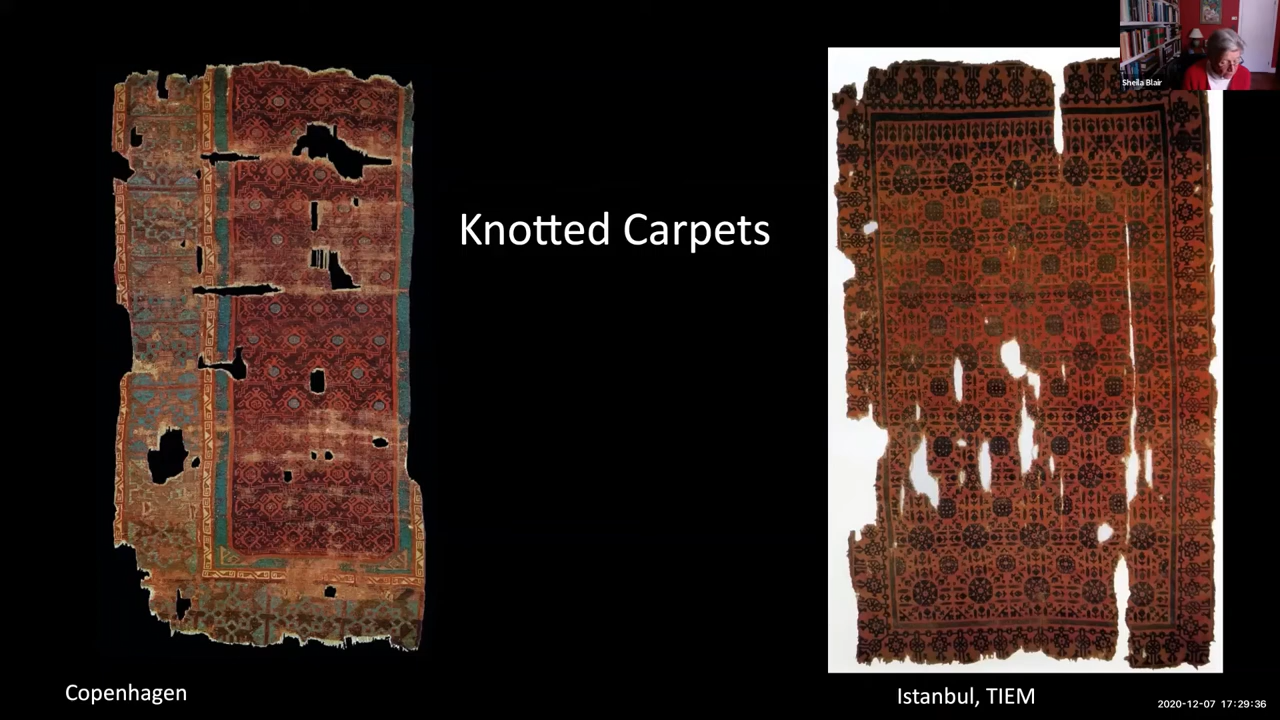 Sheila Blair
Knotted Carpets
Copenhagen
Istanbul, TIEM
2020-12-07 17:29:36